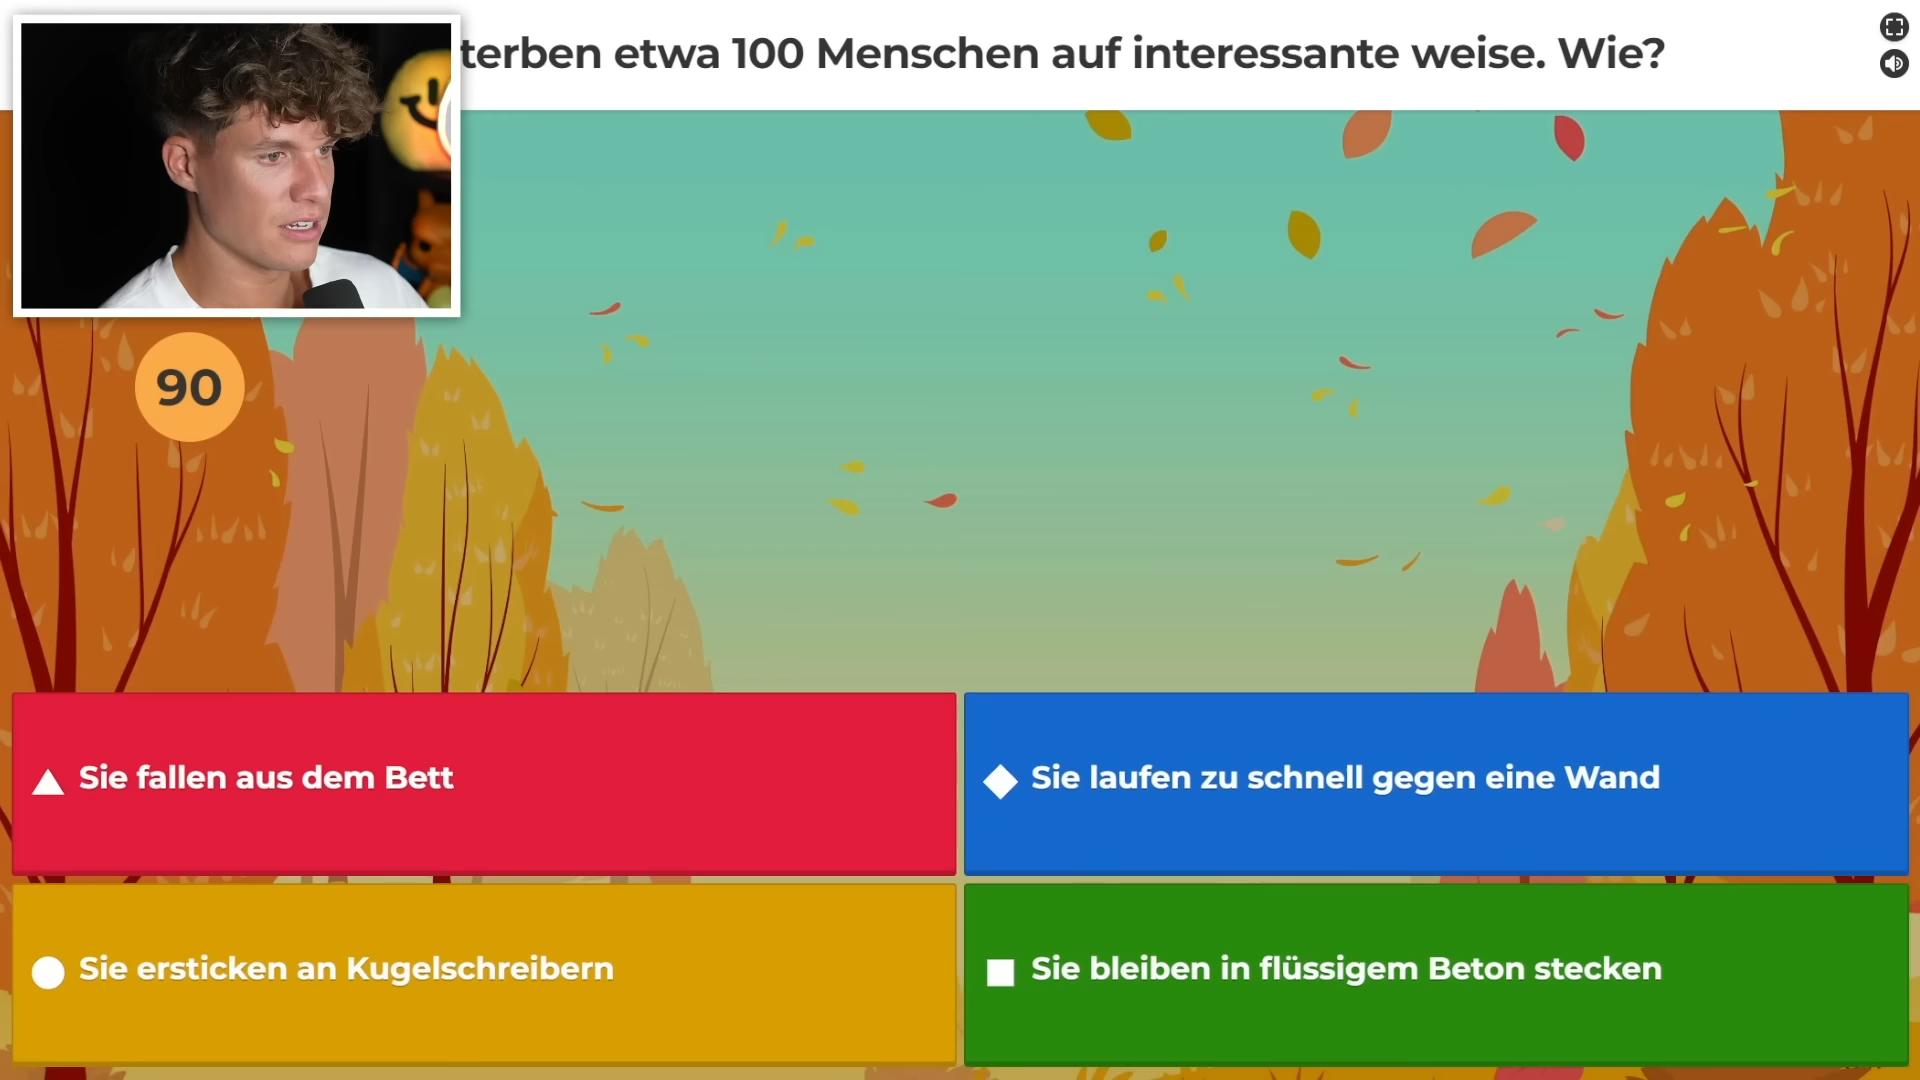 terben etwa 100 Menschen auf interessante weise. Wie?
90
Sie fallen aus dem Bett
Sie laufen zu schnell gegen eine Wand
Sie ersticken an Kugelschreibern
Sie bleiben in flüssigem Beton stecken